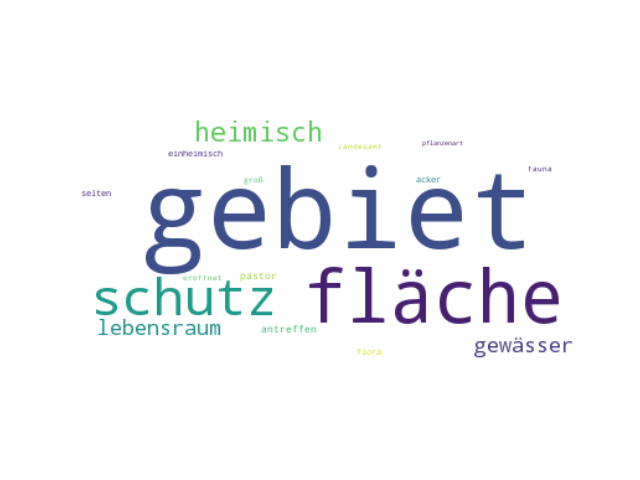 heimisch
landesamt
pflanzenart
einheimisch
fauna
groß
acker
selten
gebiet
eröffnet
pastor
schutz
fläche
lebensraum
antreffen
gewässer
flora